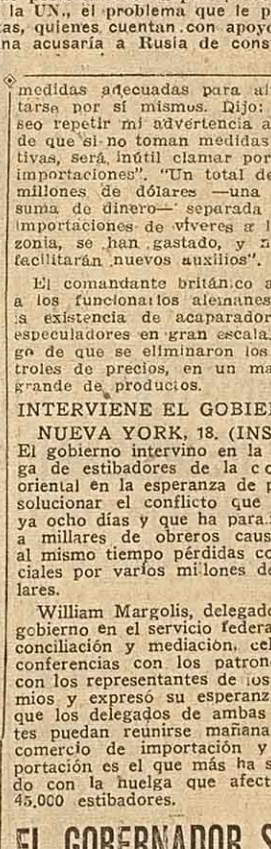 la UN., el problema que le p
as, quienes cuentan con apoyo
na acusaría a Rusia de cons
medidas adecuadas para al
tarse por sí mismos. Dijo:
seo repetir mi advertencia a
de que si no toman medidas
tivas, será inútil clamar por
importaciones". "Un total de
millones de dólares —una
suma de dinero— separada
importaciones de víveres a l
zonia, se han gastado, y n
facilitarán nuevos auxilios".
El comandante británico a
a los funcionarios alemanes
a existencia de acaparador
especuladores en gran escala.
go de que se eliminaron los
troles de precios, en un ma
grande de productos.
INTERVIENE EL GOBIER
NUEVA YORK, 18. (INS
El gobierno intervino en la
ga de estibadores de la co
oriental en la esperanza de p
solucionar el conflicto que
ya ocho días y que ha para
a millares de obreros caus
al mismo tiempo pérdidas co
ciales por varios millones de
lares.
William Margolis, delegado
gobierno en el servicio federa
conciliación y mediación, cel
conferencias con los patron
con los representantes de los
mios y expresó su esperanz
que los delegados de ambas
tes puedan reunirse mañana
comercio de importación y
portación es el que más ha s
do con la huelga que afect
45,000 estibadores.
EL GOBERNADOR S